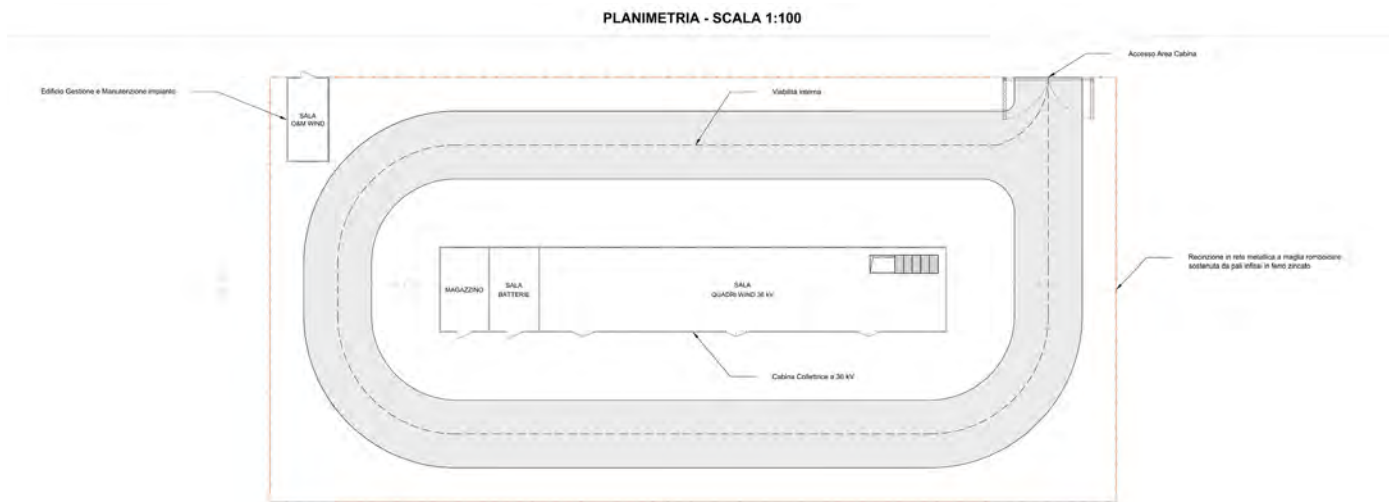 PLANIMETRIA - SCALA 1:100
Accesso Area Cabina
Edificio Gestione e Manutenzione impianto
Viabilità interna
SALA
O&M WIND
Recinzione in rete metallica a maglia romboidale
sostenuta da pali infissi in ferro zincato
MAGAZZINO
SALA
BATTERIE
SALA
QUADRI WIND 36 kV
Cabina Collettrice a 36 kV